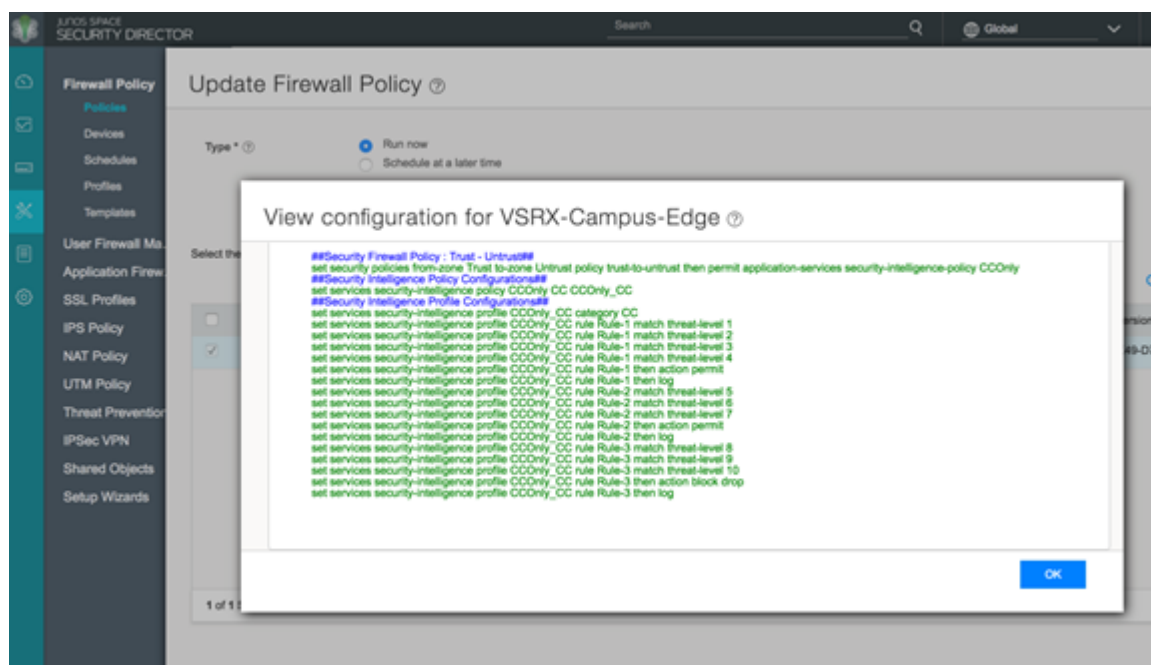 JUNOS SPACE
SECURITY DIRECTOR
Search
Global
Firewall Policy
Policies
Devices
Schedules
Profiles
Templates
User Firewall Ma
Application Firew
SSL Profiles
IPS Policy
NAT Policy
UTM Policy
Threat Prevention
IPSec VPN
Shared Objects
Setup Wizards
Update Firewall Policy
Type *
Run now
Schedule at a later time
Select the
View configuration for VSRX-Campus-Edge
##Security Firewall Policy : Trust - Untrust##
set security policies from-zone Trust to-zone Untrust policy trust-to-untrust then permit application-services security-intelligence-policy CCOnly
##Security Intelligence Policy Configurations##
set services security-intelligence policy CCOnly CC CCOnly_CC
##Security Intelligence Profile Configurations##
set services security-intelligence profile CCOnly_CC category CC
set services security-intelligence profile CCOnly_CC rule Rule-1 match threat-level 1
set services security-intelligence profile CCOnly_CC rule Rule-1 match threat-level 2
set services security-intelligence profile CCOnly_CC rule Rule-1 match threat-level 3
set services security-intelligence profile CCOnly_CC rule Rule-1 match threat-level 4
set services security-intelligence profile CCOnly_CC rule Rule-1 then action permit
set services security-intelligence profile CCOnly_CC rule Rule-1 then log
set services security-intelligence profile CCOnly_CC rule Rule-2 match threat-level 5
set services security-intelligence profile CCOnly_CC rule Rule-2 match threat-level 6
set services security-intelligence profile CCOnly_CC rule Rule-2 match threat-level 7
set services security-intelligence profile CCOnly_CC rule Rule-2 then action permit
set services security-intelligence profile CCOnly_CC rule Rule-2 then log
set services security-intelligence profile CCOnly_CC rule Rule-3 match threat-level 8
set services security-intelligence profile CCOnly_CC rule Rule-3 match threat-level 9
set services security-intelligence profile CCOnly_CC rule Rule-3 match threat-level 10
set services security-intelligence profile CCOnly_CC rule Rule-3 then action block drop
set services security-intelligence profile CCOnly_CC rule Rule-3 then log
OK
1 of 1